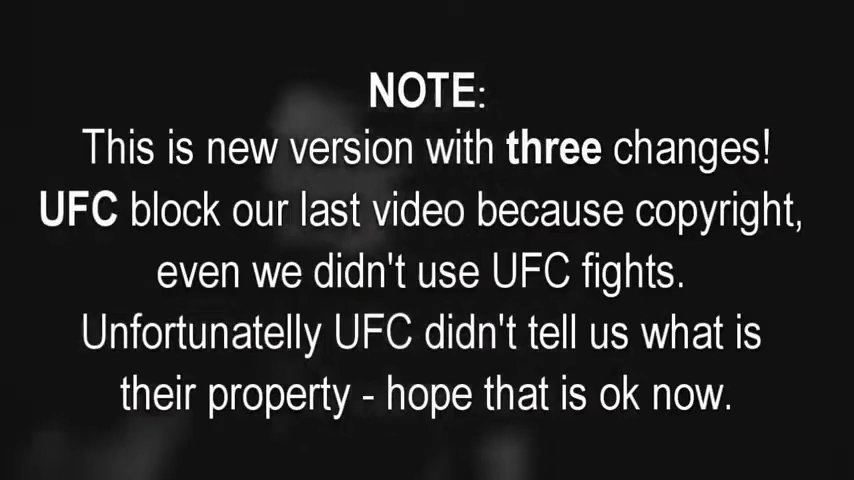 NOTE:
This is new version with three changes!
UFC block our last video because copyright,
even we didn't use UFC fights.
Unfortunatelly UFC didn't tell us what is
their property - hope that is ok now.